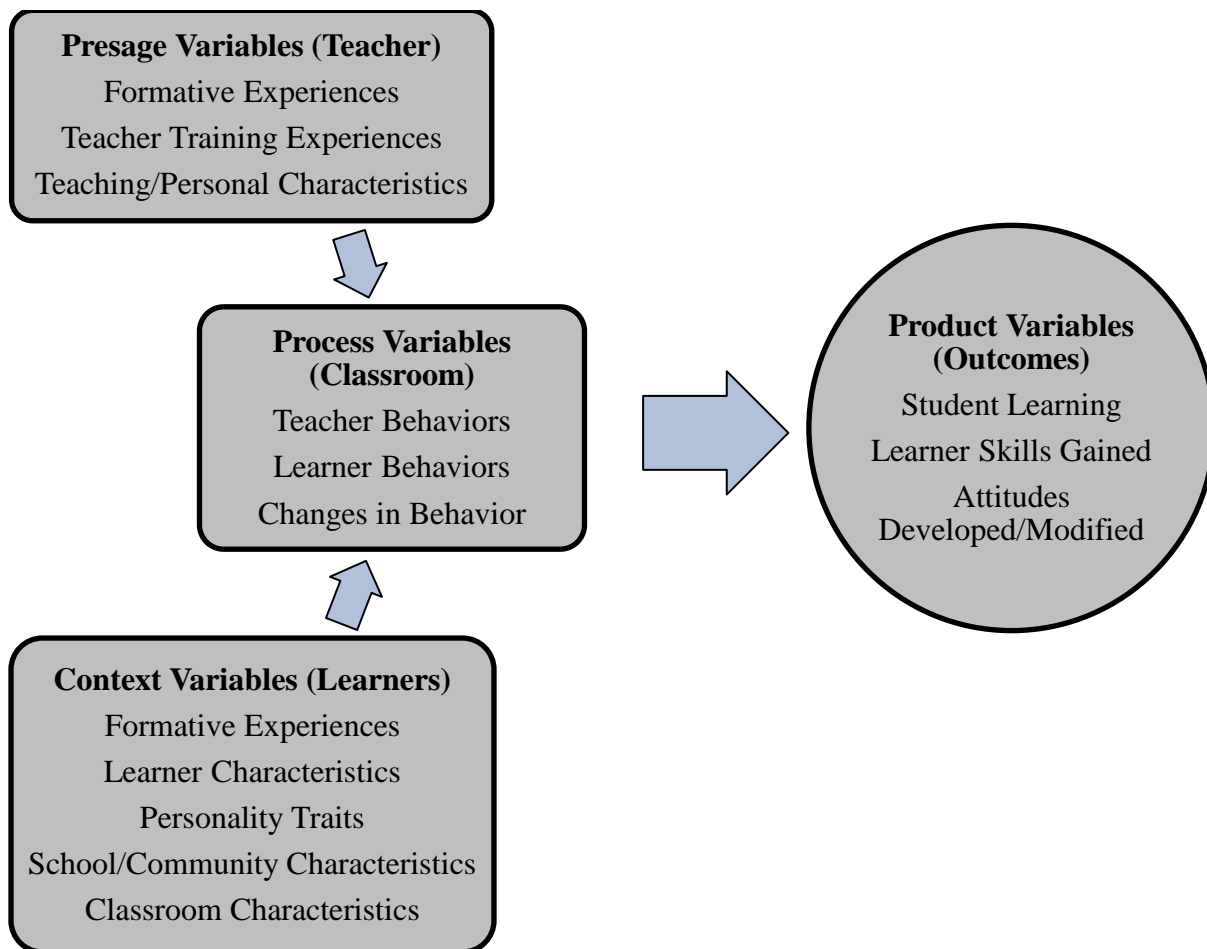 Presage Variables (Teacher)
Formative Experiences
Teacher Training Experiences
Teaching/Personal Characteristics
Process Variables
(Classroom)
Teacher Behaviors
Learner Behaviors
Changes in Behavior
Context Variables (Learners)
Formative Experiences
Learner Characteristics
Personality Traits
School/Community Characteristics
Classroom Characteristics
Product Variables
(Outcomes)
Student Learning
Learner Skills Gained
Attitudes
Developed/Modified